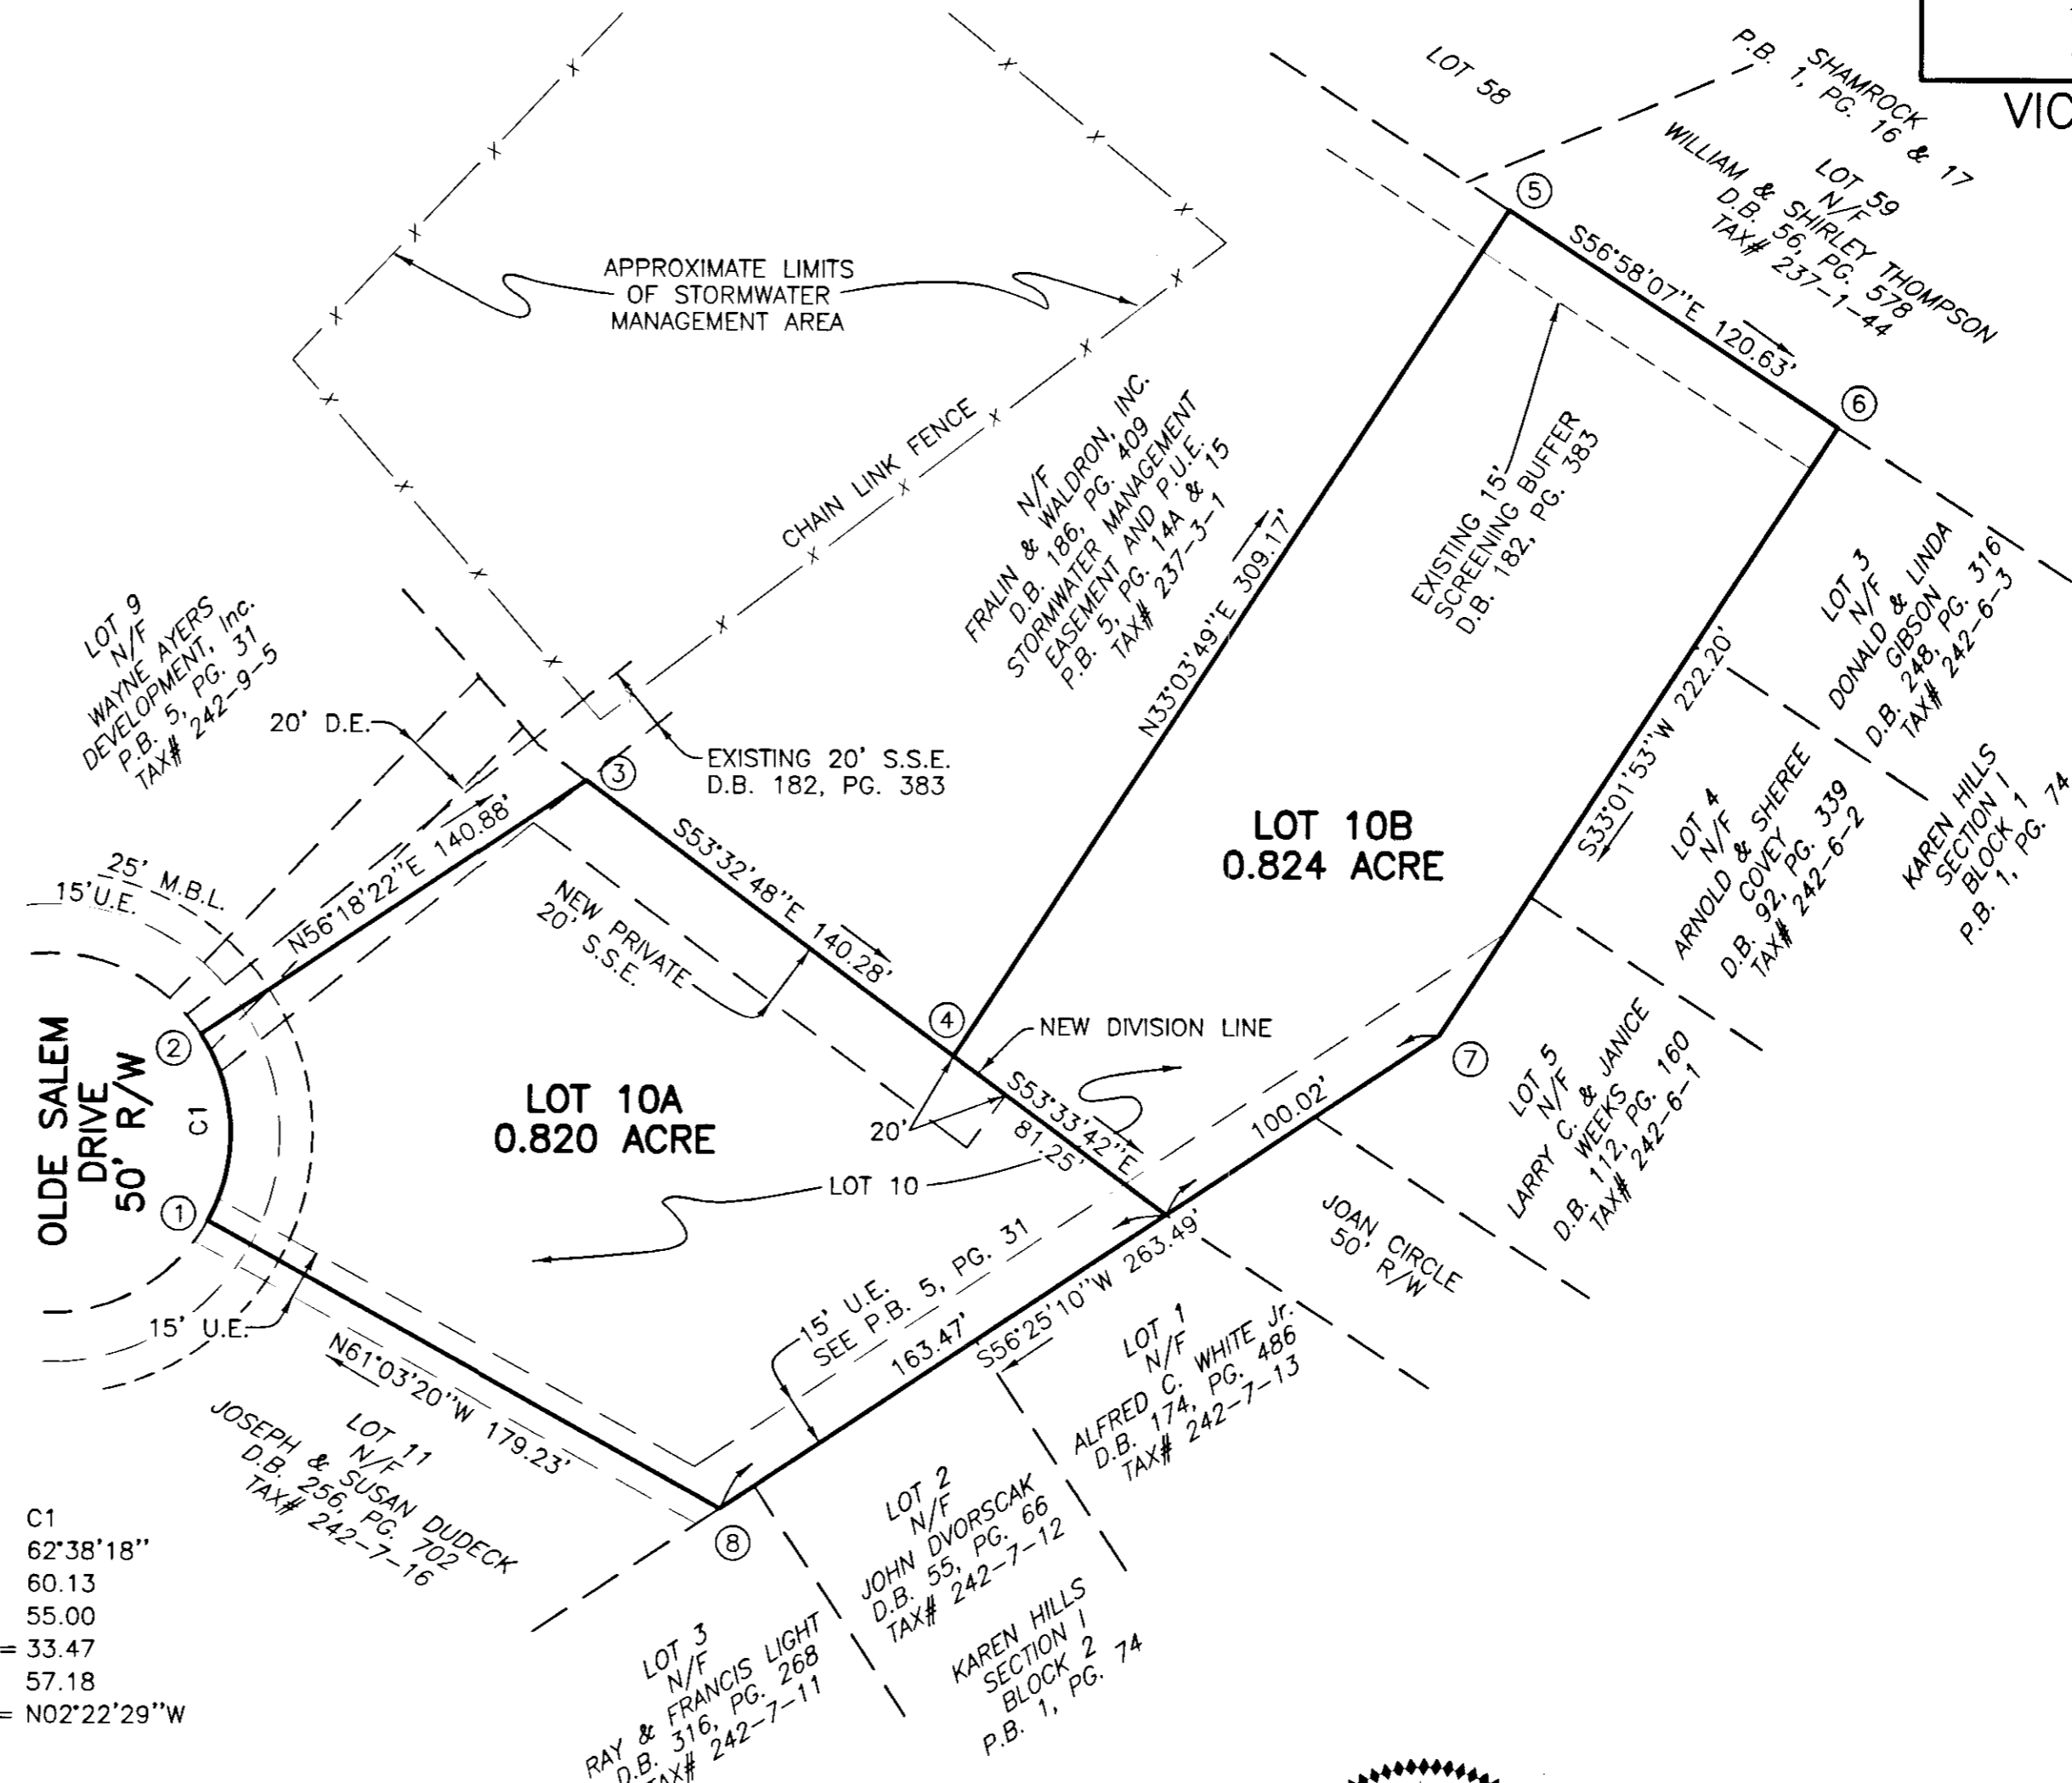 VIC
LOT 58
SHAMROCK
P.B. 1, PG. 16 & 17
LOT 59
N/F
WILLIAM & SHIRLEY THOMPSON
D.B. 56, PG. 578
TAX# 237-1-44
5
S56°58'07"E 120.63'
6
APPROXIMATE LIMITS
OF STORMWATER
MANAGEMENT AREA
CHAIN LINK FENCE
N/F
FRALIN & WALDRON, INC.
D.B. 186, PG. 409
STORMWATER MANAGEMENT
EASEMENT AND P.U.E.
P.B. 5, PG. 14A & 15
TAX# 237-3-1
N33°03'49"E 309.17'
EXISTING 15'
SCREENING BUFFER
D.B. 182, PG. 383
LOT 3
N/F
DONALD & LINDA
GIBSON
D.B. 248, PG. 316
TAX# 242-6-3
S33°01'53"W 222.20'
LOT 9
N/F
WAYNE AYERS
DEVELOPMENT, Inc.
P.B. 5, PG. 31
TAX# 242-9-5
20' D.E.
3
EXISTING 20' S.S.E.
D.B. 182, PG. 383
N56°18'22"E 140.88'
S53°32'48"E 140.28'
NEW PRIVATE
20' S.S.E.
LOT 10B
0.824 ACRE
LOT 4
N/F
ARNOLD & SHEREE
COVEY
D.B. 92, PG. 339
TAX# 242-6-2
KAREN HILLS
SECTION I
BLOCK 1
P.B. 1, PG. 74
25' M.B.L.
15'U.E.
2
4
NEW DIVISION LINE
7
OLDE SALEM
DRIVE
50' R/W
C1
1
LOT 10A
0.820 ACRE
20'
S53°33'42"E
81.25'
100.02'
LOT 5
N/F
LARRY C. & JANICE
WEEKS
D.B. 112, PG. 160
TAX# 242-6-1
LOT 10
JOAN CIRCLE
50' R/W
15' U.E.
15' U.E.
SEE P.B. 5, PG. 31
163.47'
S56°25'10"W 263.49'
N61°03'20"W 179.23'
LOT 1
N/F
ALFRED C. WHITE Jr.
D.B. 174, PG. 486
TAX# 242-7-13
LOT 11
N/F
JOSEPH & SUSAN DUDECK
D.B. 256, PG. 702
TAX# 242-7-16
8
LOT 2
N/F
JOHN DVORSCAK
D.B. 55, PG. 66
TAX# 242-7-12
KAREN HILLS
SECTION I
BLOCK 2
P.B. 1, PG. 74
LOT 3
N/F
RAY & FRANCIS LIGHT
D.B. 316, PG. 268
TAX# 242-7-11
C1
62°38'18"
60.13
55.00
= 33.47
57.18
= N02°22'29"W